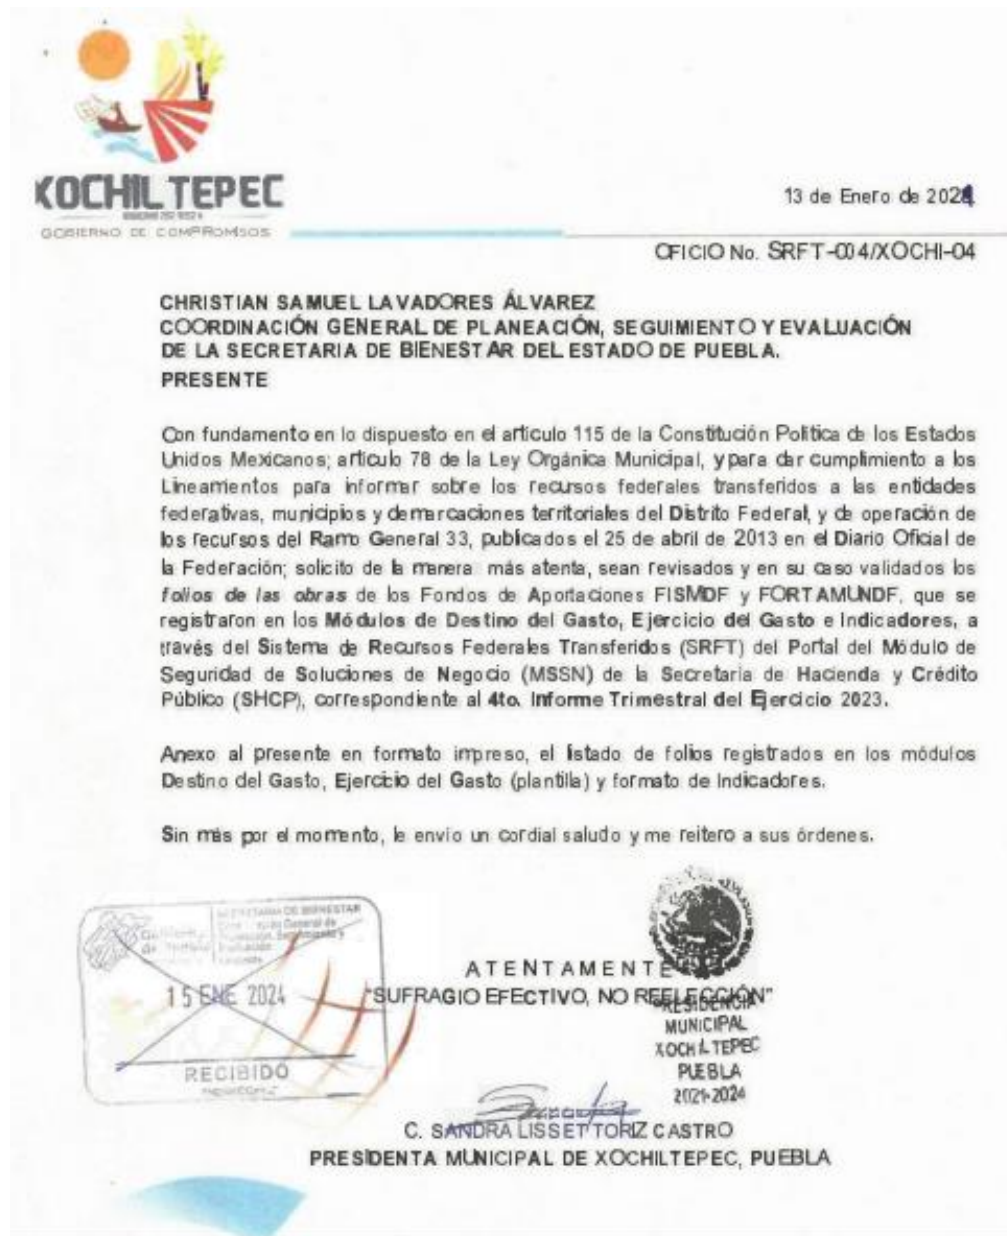 XOCHILTEPEC
GOBIERNO DE COMPROMISOS
13 de Enero de 2024
OFICIO No. SRFT-004/XOCHI-04
CHRISTIAN SAMUEL LAVADORES ÁLVAREZ
COORDINACIÓN GENERAL DE PLANEACIÓN, SEGUIMIENTO Y EVALUACIÓN
DE LA SECRETARIA DE BIENESTAR DEL ESTADO DE PUEBLA.
PRESENTE
Con fundamento en lo dispuesto en el artículo 115 de la Constitución Política de los Estados
Unidos Mexicanos; artículo 78 de la Ley Orgánica Municipal, y para dar cumplimiento a los
Lineamientos para informar sobre los recursos federales transferidos a las entidades
federativas, municipios y demarcaciones territoriales del Distrito Federal, y de operación de
los recursos del Ramo General 33, publicados el 25 de abril de 2013 en el Diario Oficial de
la Federación; solicito de la manera más atenta, sean revisados y en su caso validados los
folios de las obras de los Fondos de Aportaciones FISMDF y FORTAMUNDF, que se
registraron en los Módulos de Destino del Gasto, Ejercicio del Gasto e Indicadores, a
través del Sistema de Recursos Federales Transferidos (SRFT) del Portal del Módulo de
Seguridad de Soluciones de Negocio (MSSN) de la Secretaria de Hacienda y Crédito
Público (SHCP), correspondiente al 4to. Informe Trimestral del Ejercicio 2023.
Anexo al presente en formato impreso, el listado de folios registrados en los módulos
Destino del Gasto, Ejercicio del Gasto (plantilla) y formato de Indicadores.
Sin más por el momento, le envío un cordial saludo y me reitero a sus órdenes.
SECRETARIA DE BIENESTAR
15 ENE 2024
RECIBIDO
ATENTAMENTE
"SUFRAGIO EFECTIVO, NO REELECCIÓN"
PRESIDENCIA
MUNICIPAL
XOCHILTEPEC
PUEBLA
2021-2024
C. SANDRA LISSET TORIZ CASTRO
PRESIDENTA MUNICIPAL DE XOCHILTEPEC, PUEBLA